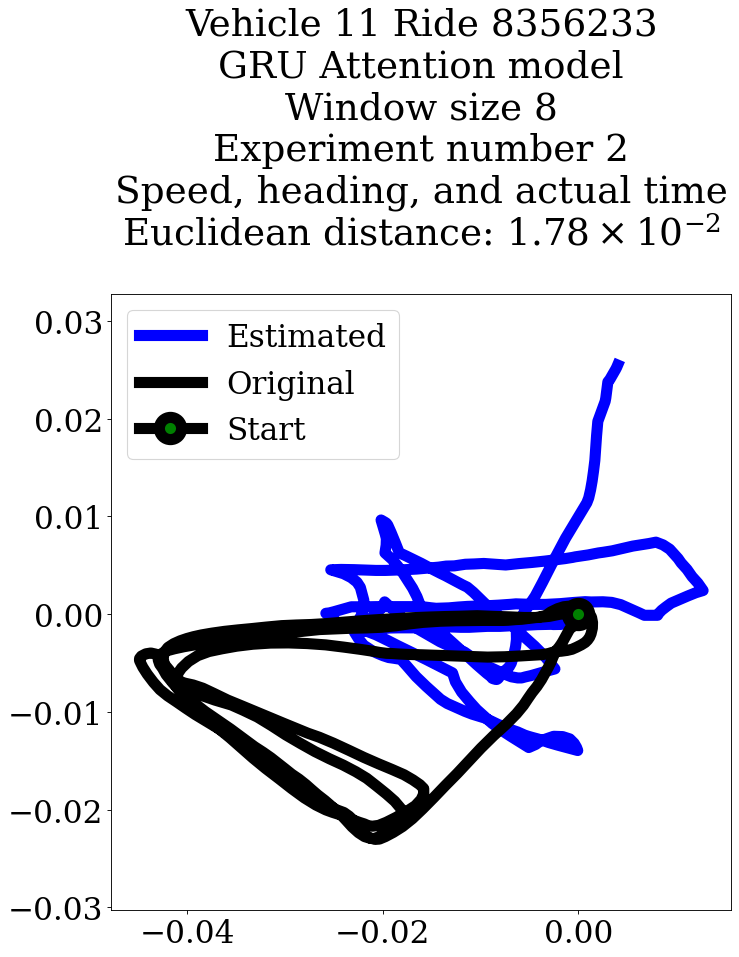 Vehicle 11 Ride 8356233
GRU Attention model
Window size 8
Experiment number 2
Speed, heading, and actual time
Euclidean distance: 1.78 × 10⁻²
Estimated
Original
Start
0.03
0.02
0.01
0.00
−0.01
−0.02
−0.03
−0.04
−0.02
0.00